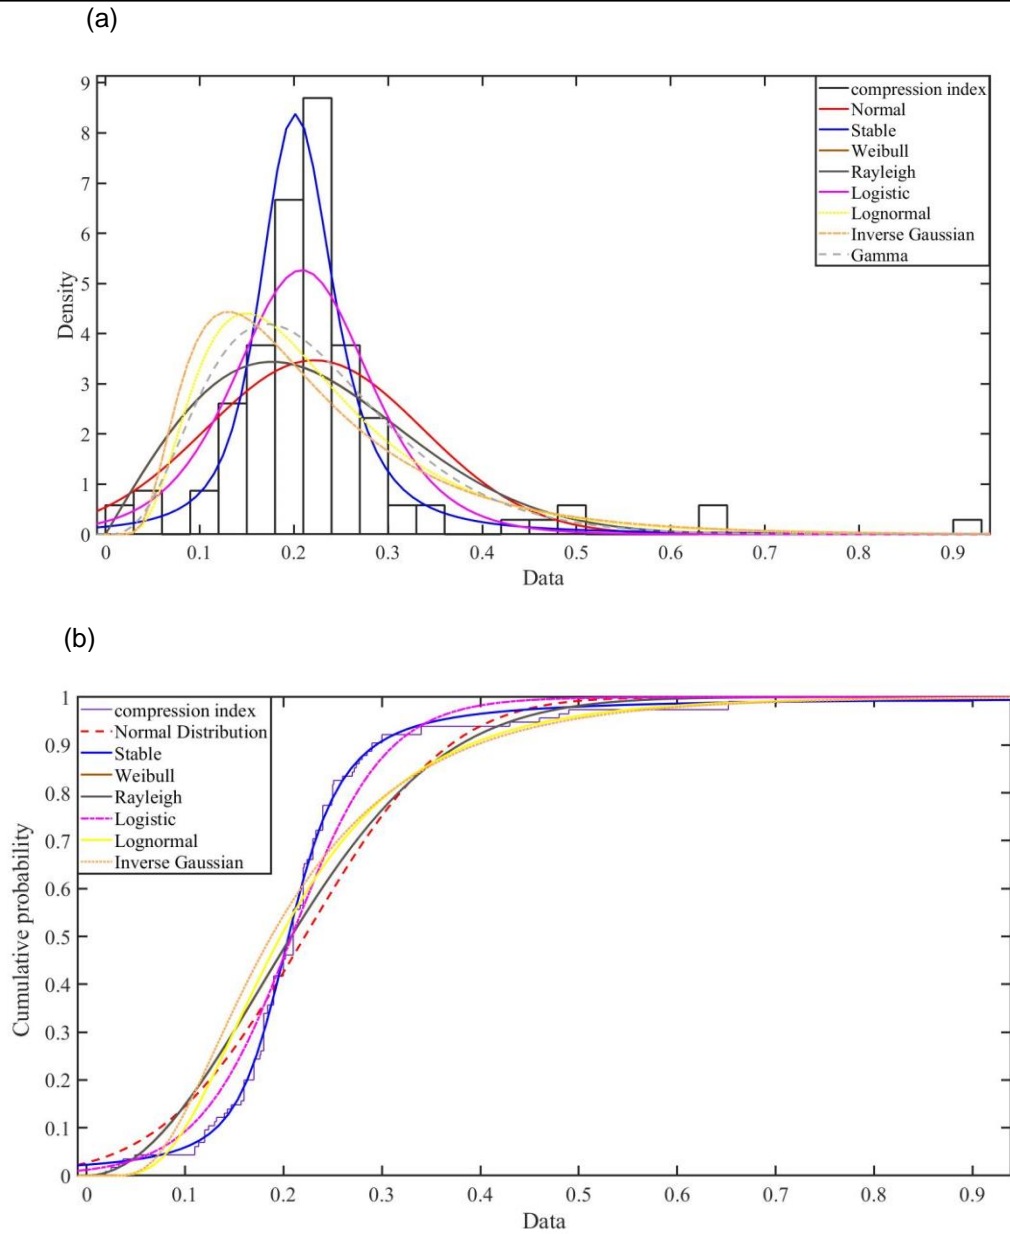 (a)
9
8
7
6
5
4
3
2
1
0
Density
0 0.1 0.2 0.3 0.4 0.5 0.6 0.7 0.8 0.9
Data
compression index
Normal
Stable
Weibull
Rayleigh
Logistic
Lognormal
Inverse Gaussian
Gamma
(b)
1
0.9
0.8
0.7
0.6
0.5
0.4
0.3
0.2
0.1
0
Cumulative probability
0 0.1 0.2 0.3 0.4 0.5 0.6 0.7 0.8 0.9
Data
compression index
Normal Distribution
Stable
Weibull
Rayleigh
Logistic
Lognormal
Inverse Gaussian